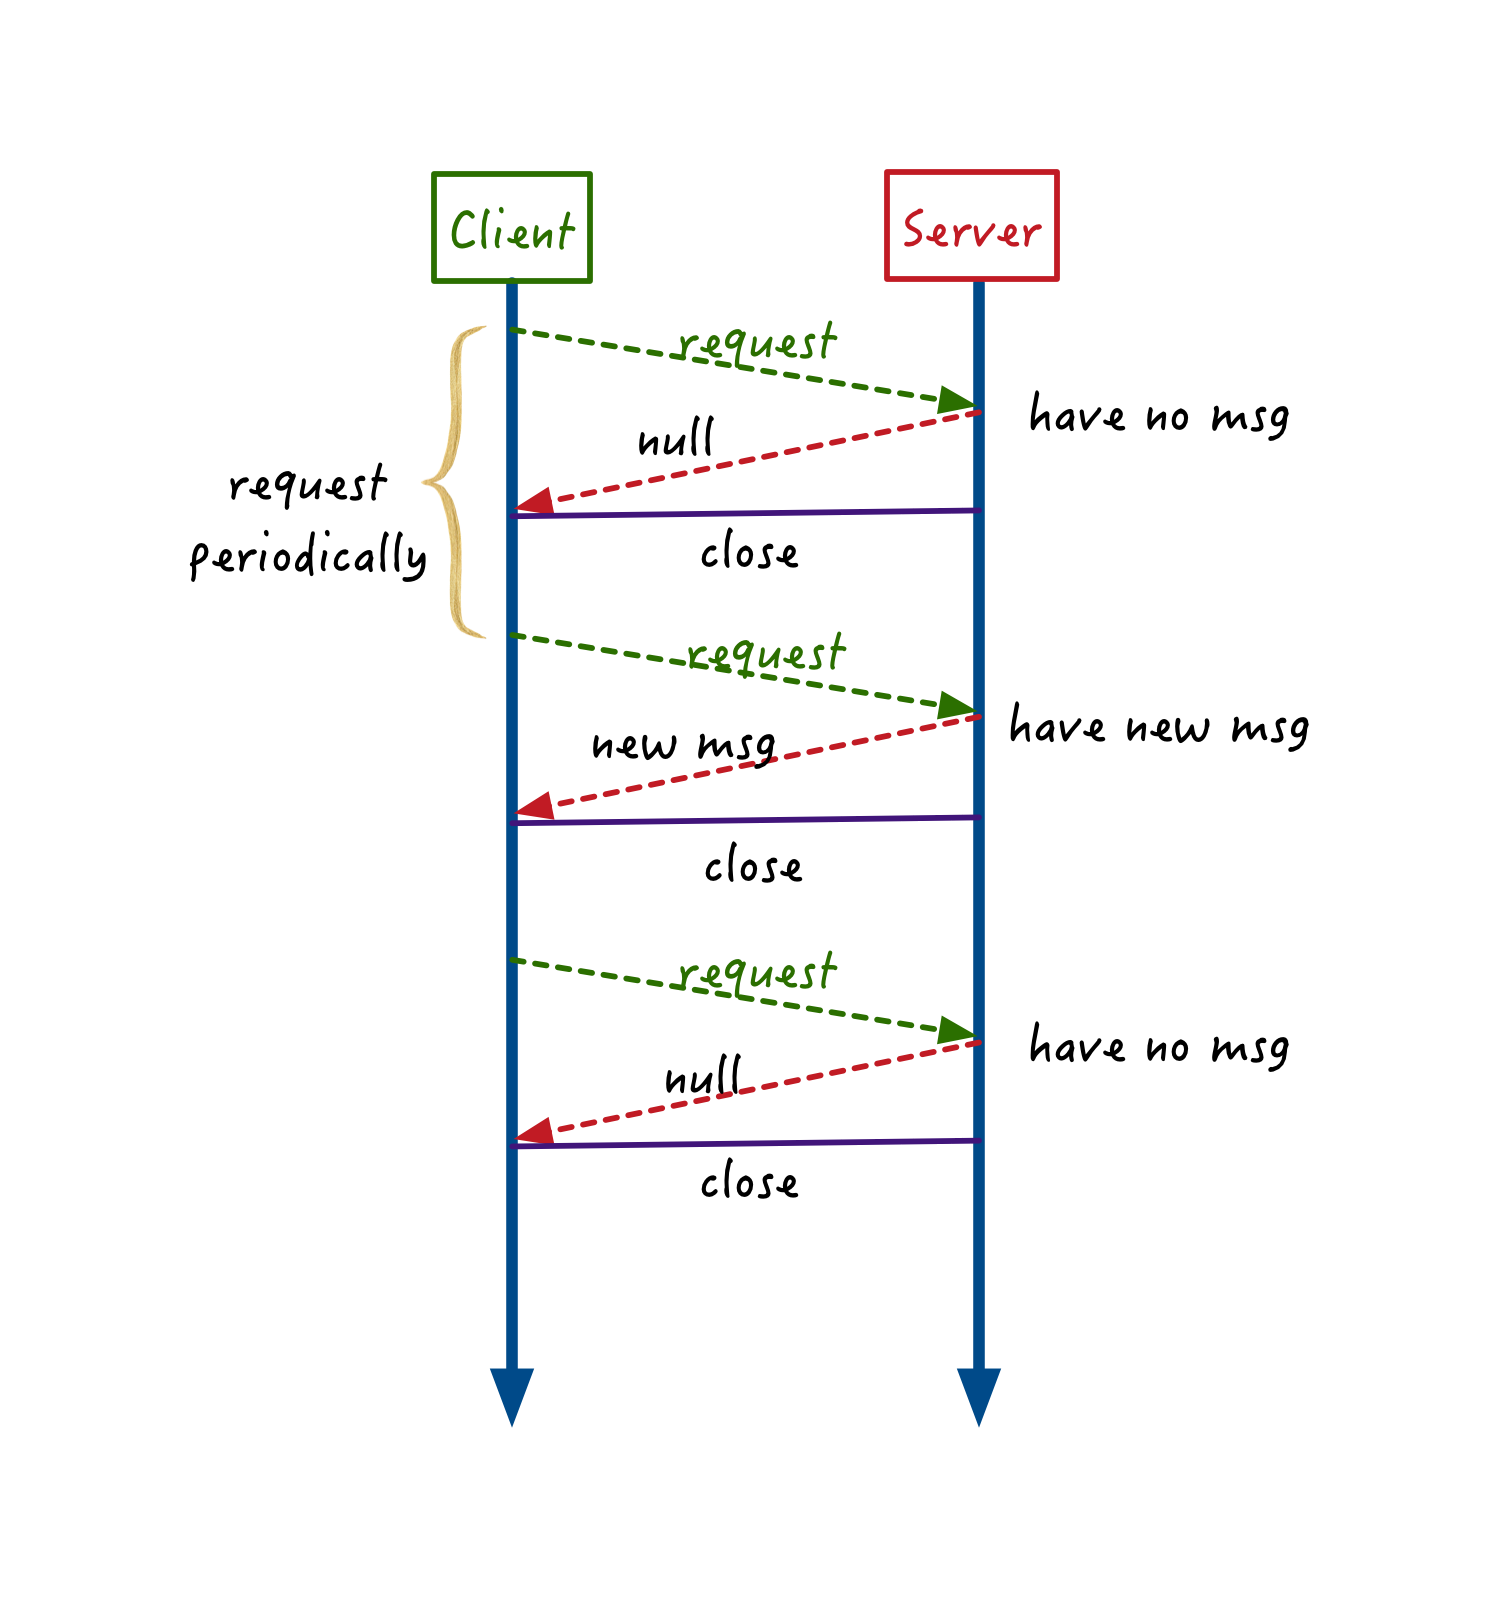 Client
Server
request
have no msg
null
request
periodically
close
request
have new msg
new msg
close
request
have no msg
null
close